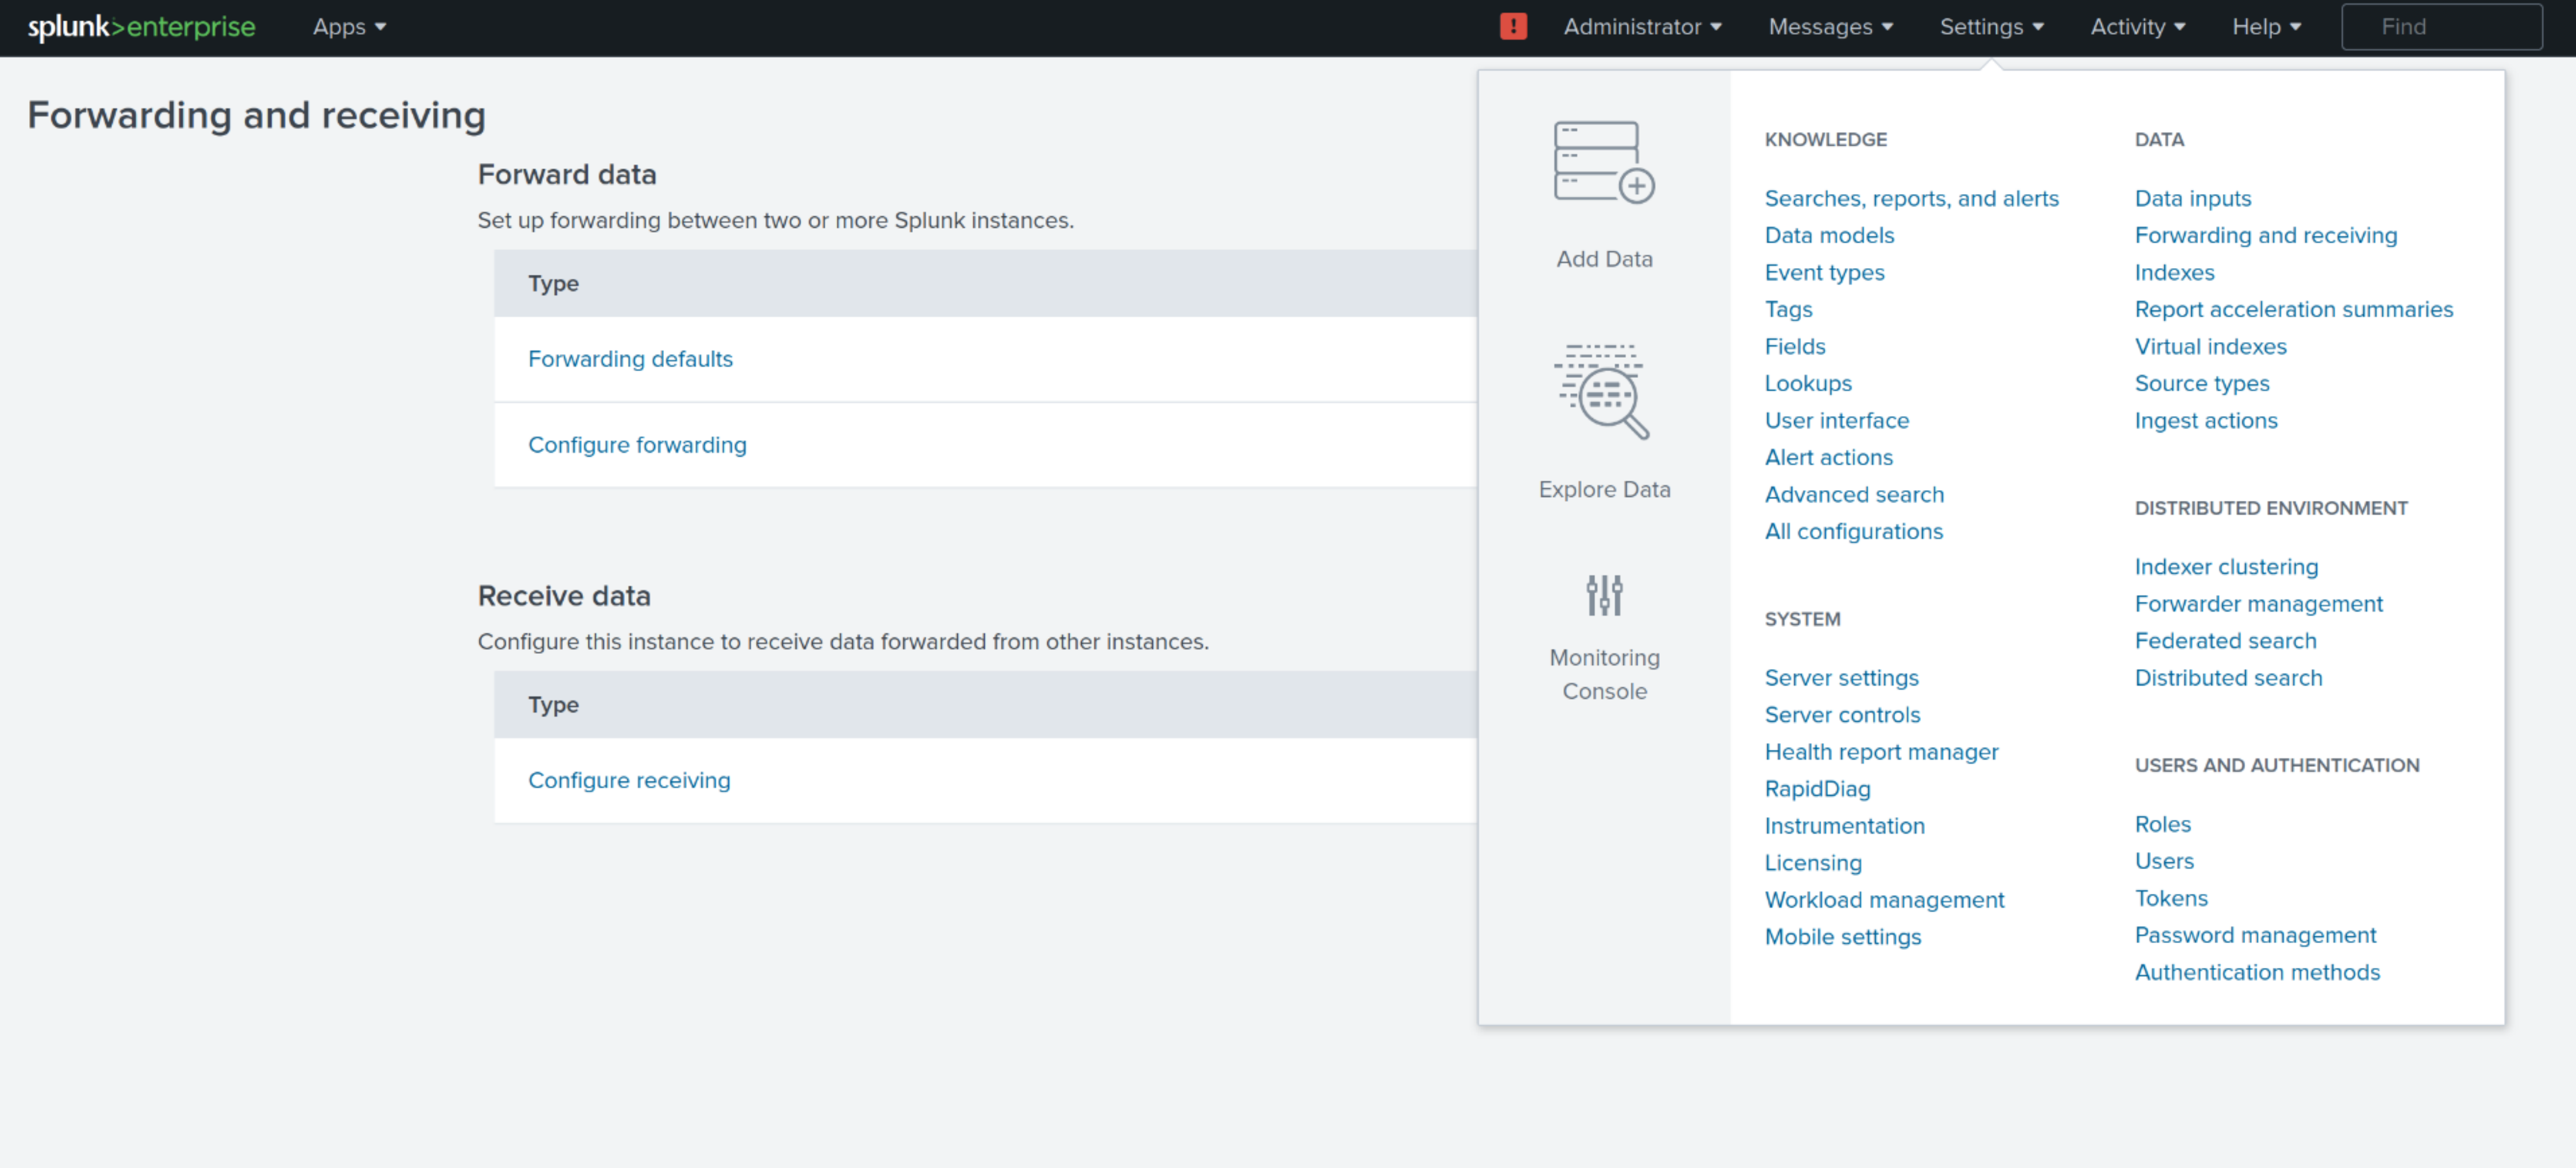 splunk>enterprise Apps Administrator Messages Settings Activity Help Find
Forwarding and receiving
Forward data
Set up forwarding between two or more Splunk instances.
Type
Forwarding defaults
Configure forwarding
Receive data
Configure this instance to receive data forwarded from other instances.
Type
Configure receiving
Add Data
Explore Data
Monitoring
Console
KNOWLEDGE
Searches, reports, and alerts
Data models
Event types
Tags
Fields
Lookups
User interface
Alert actions
Advanced search
All configurations
SYSTEM
Server settings
Server controls
Health report manager
RapidDiag
Instrumentation
Licensing
Workload management
Mobile settings
DATA
Data inputs
Forwarding and receiving
Indexes
Report acceleration summaries
Virtual indexes
Source types
Ingest actions
DISTRIBUTED ENVIRONMENT
Indexer clustering
Forwarder management
Federated search
Distributed search
USERS AND AUTHENTICATION
Roles
Users
Tokens
Password management
Authentication methods